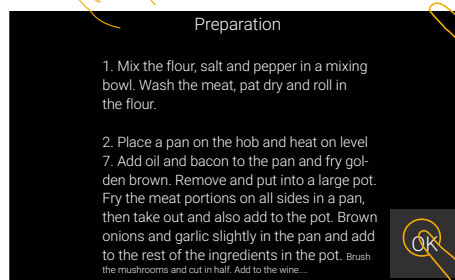 Preparation
1. Mix the flour, salt and pepper in a mixing
bowl. Wash the meat, pat dry and roll in
the flour.
2. Place a pan on the hob and heat on level
7. Add oil and bacon to the pan and fry gol-
den brown. Remove and put into a large pot.
Fry the meat portions on all sides in a pan,
then take out and also add to the pot. Brown
onions and garlic slightly in the pan and add
to the rest of the ingredients in the pot. Brush
the mushrooms and cut in half. Add to the wine....
OK